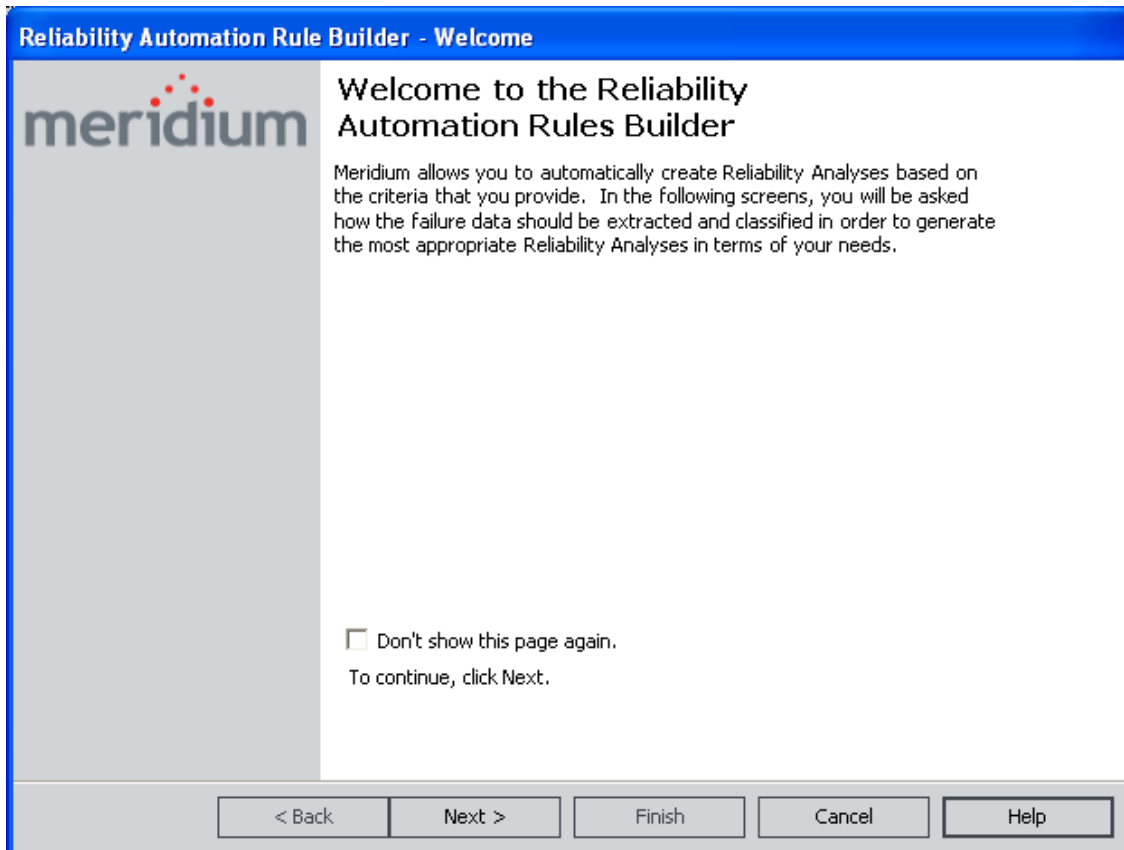 Reliability Automation Rule Builder - Welcome
meridium
Welcome to the Reliability
Automation Rules Builder
Meridium allows you to automatically create Reliability Analyses based on
the criteria that you provide.  In the following screens, you will be asked
how the failure data should be extracted and classified in order to generate
the most appropriate Reliability Analyses in terms of your needs.
Don't show this page again.
To continue, click Next.
< Back
Next >
Finish
Cancel
Help